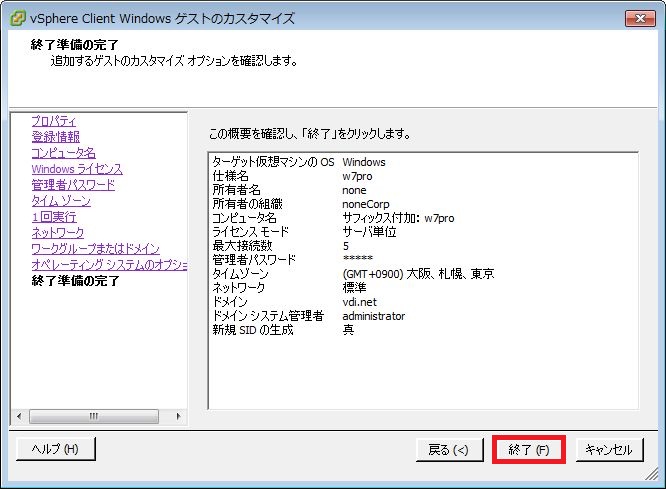 vSphere Client Windows ゲストのカスタマイズ
終了準備の完了
追加するゲストのカスタマイズ オプションを確認します。
プロパティ
登録情報
コンピュータ名
Windows ライセンス
管理者パスワード
タイム ゾーン
1 回実行
ネットワーク
ワークグループまたはドメイン
オペレーティング システムのオプショ
終了準備の完了
この概要を確認し、「終了」をクリックします。
ターゲット仮想マシンの OS Windows
仕様名 w7pro
所有者名 none
所有者の組織 noneCorp
コンピュータ名 サフィックス付加: w7pro
ライセンス モード サーバ単位
最大接続数 5
管理者パスワード *****
タイムゾーン (GMT+0900) 大阪、札幌、東京
ネットワーク 標準
ドメイン vdi.net
ドメイン システム管理者 administrator
新規 SID の生成 真
ヘルプ (H) 戻る (<) 終了 (F) キャンセル